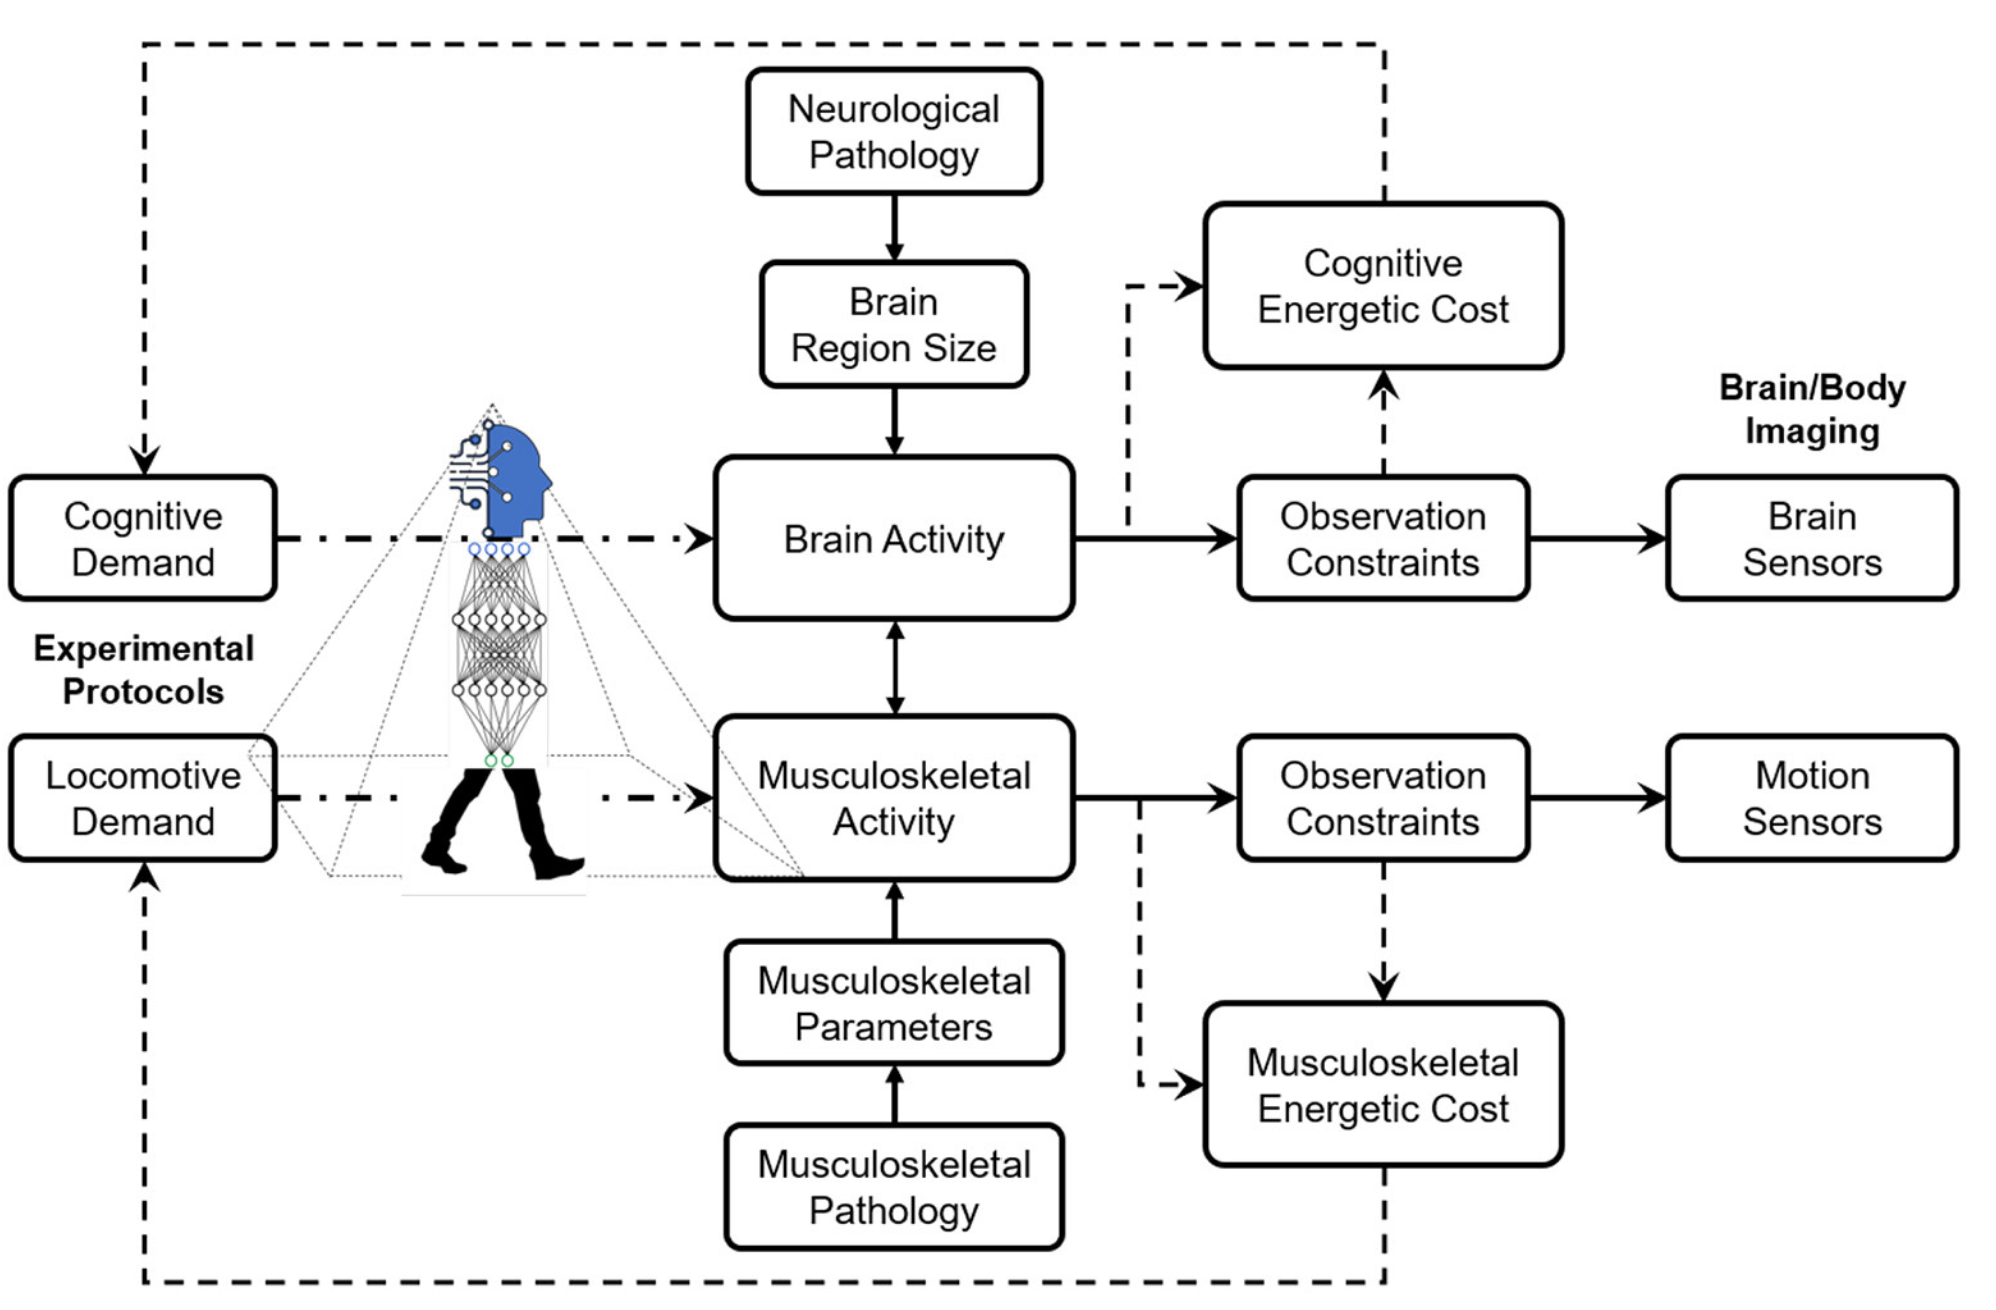 Neurological
Pathology
Brain
Region Size
Cognitive
Energetic Cost
Brain/Body
Imaging
Cognitive
Demand
Brain Activity
Observation
Constraints
Brain
Sensors
Experimental
Protocols
Locomotive
Demand
Musculoskeletal
Activity
Observation
Constraints
Motion
Sensors
Musculoskeletal
Parameters
Musculoskeletal
Energetic Cost
Musculoskeletal
Pathology